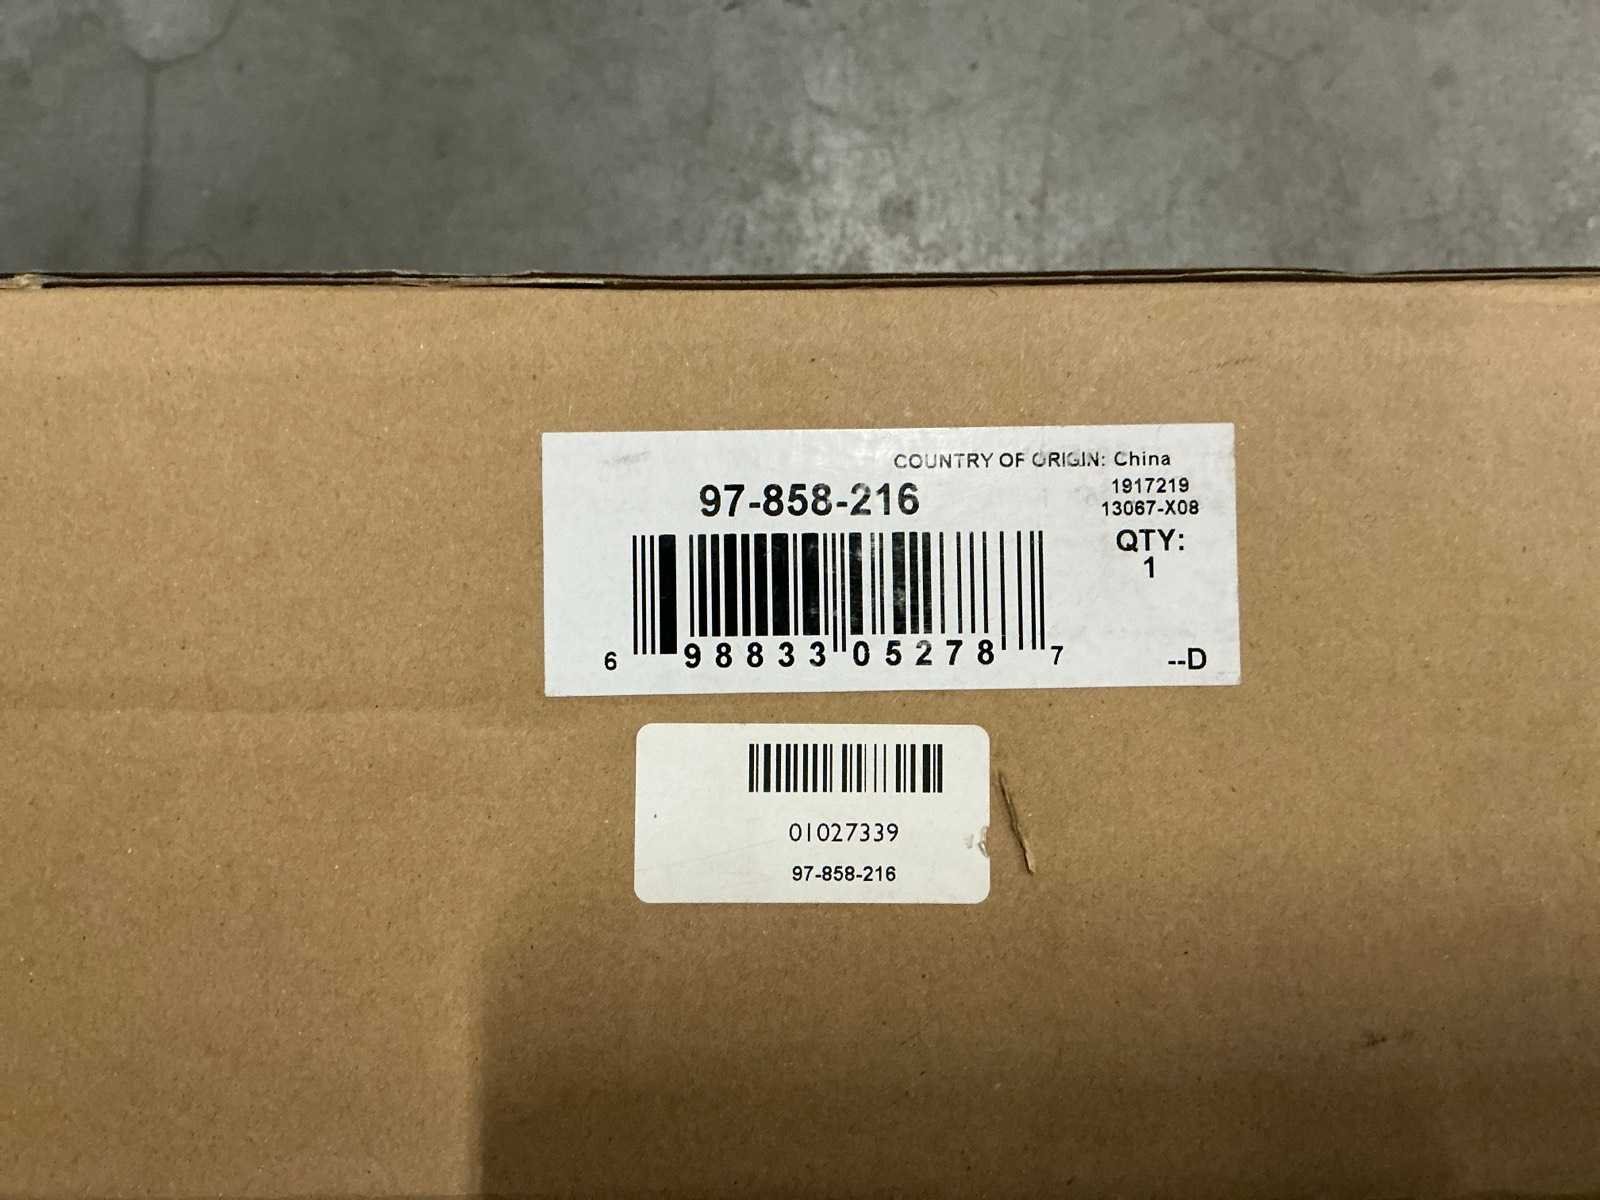 COUNTRY OF ORIGIN: China
97-858-216
1917219
13067-X08
QTY:
1
6 98833 05278 7
--D
01027339
97-858-216